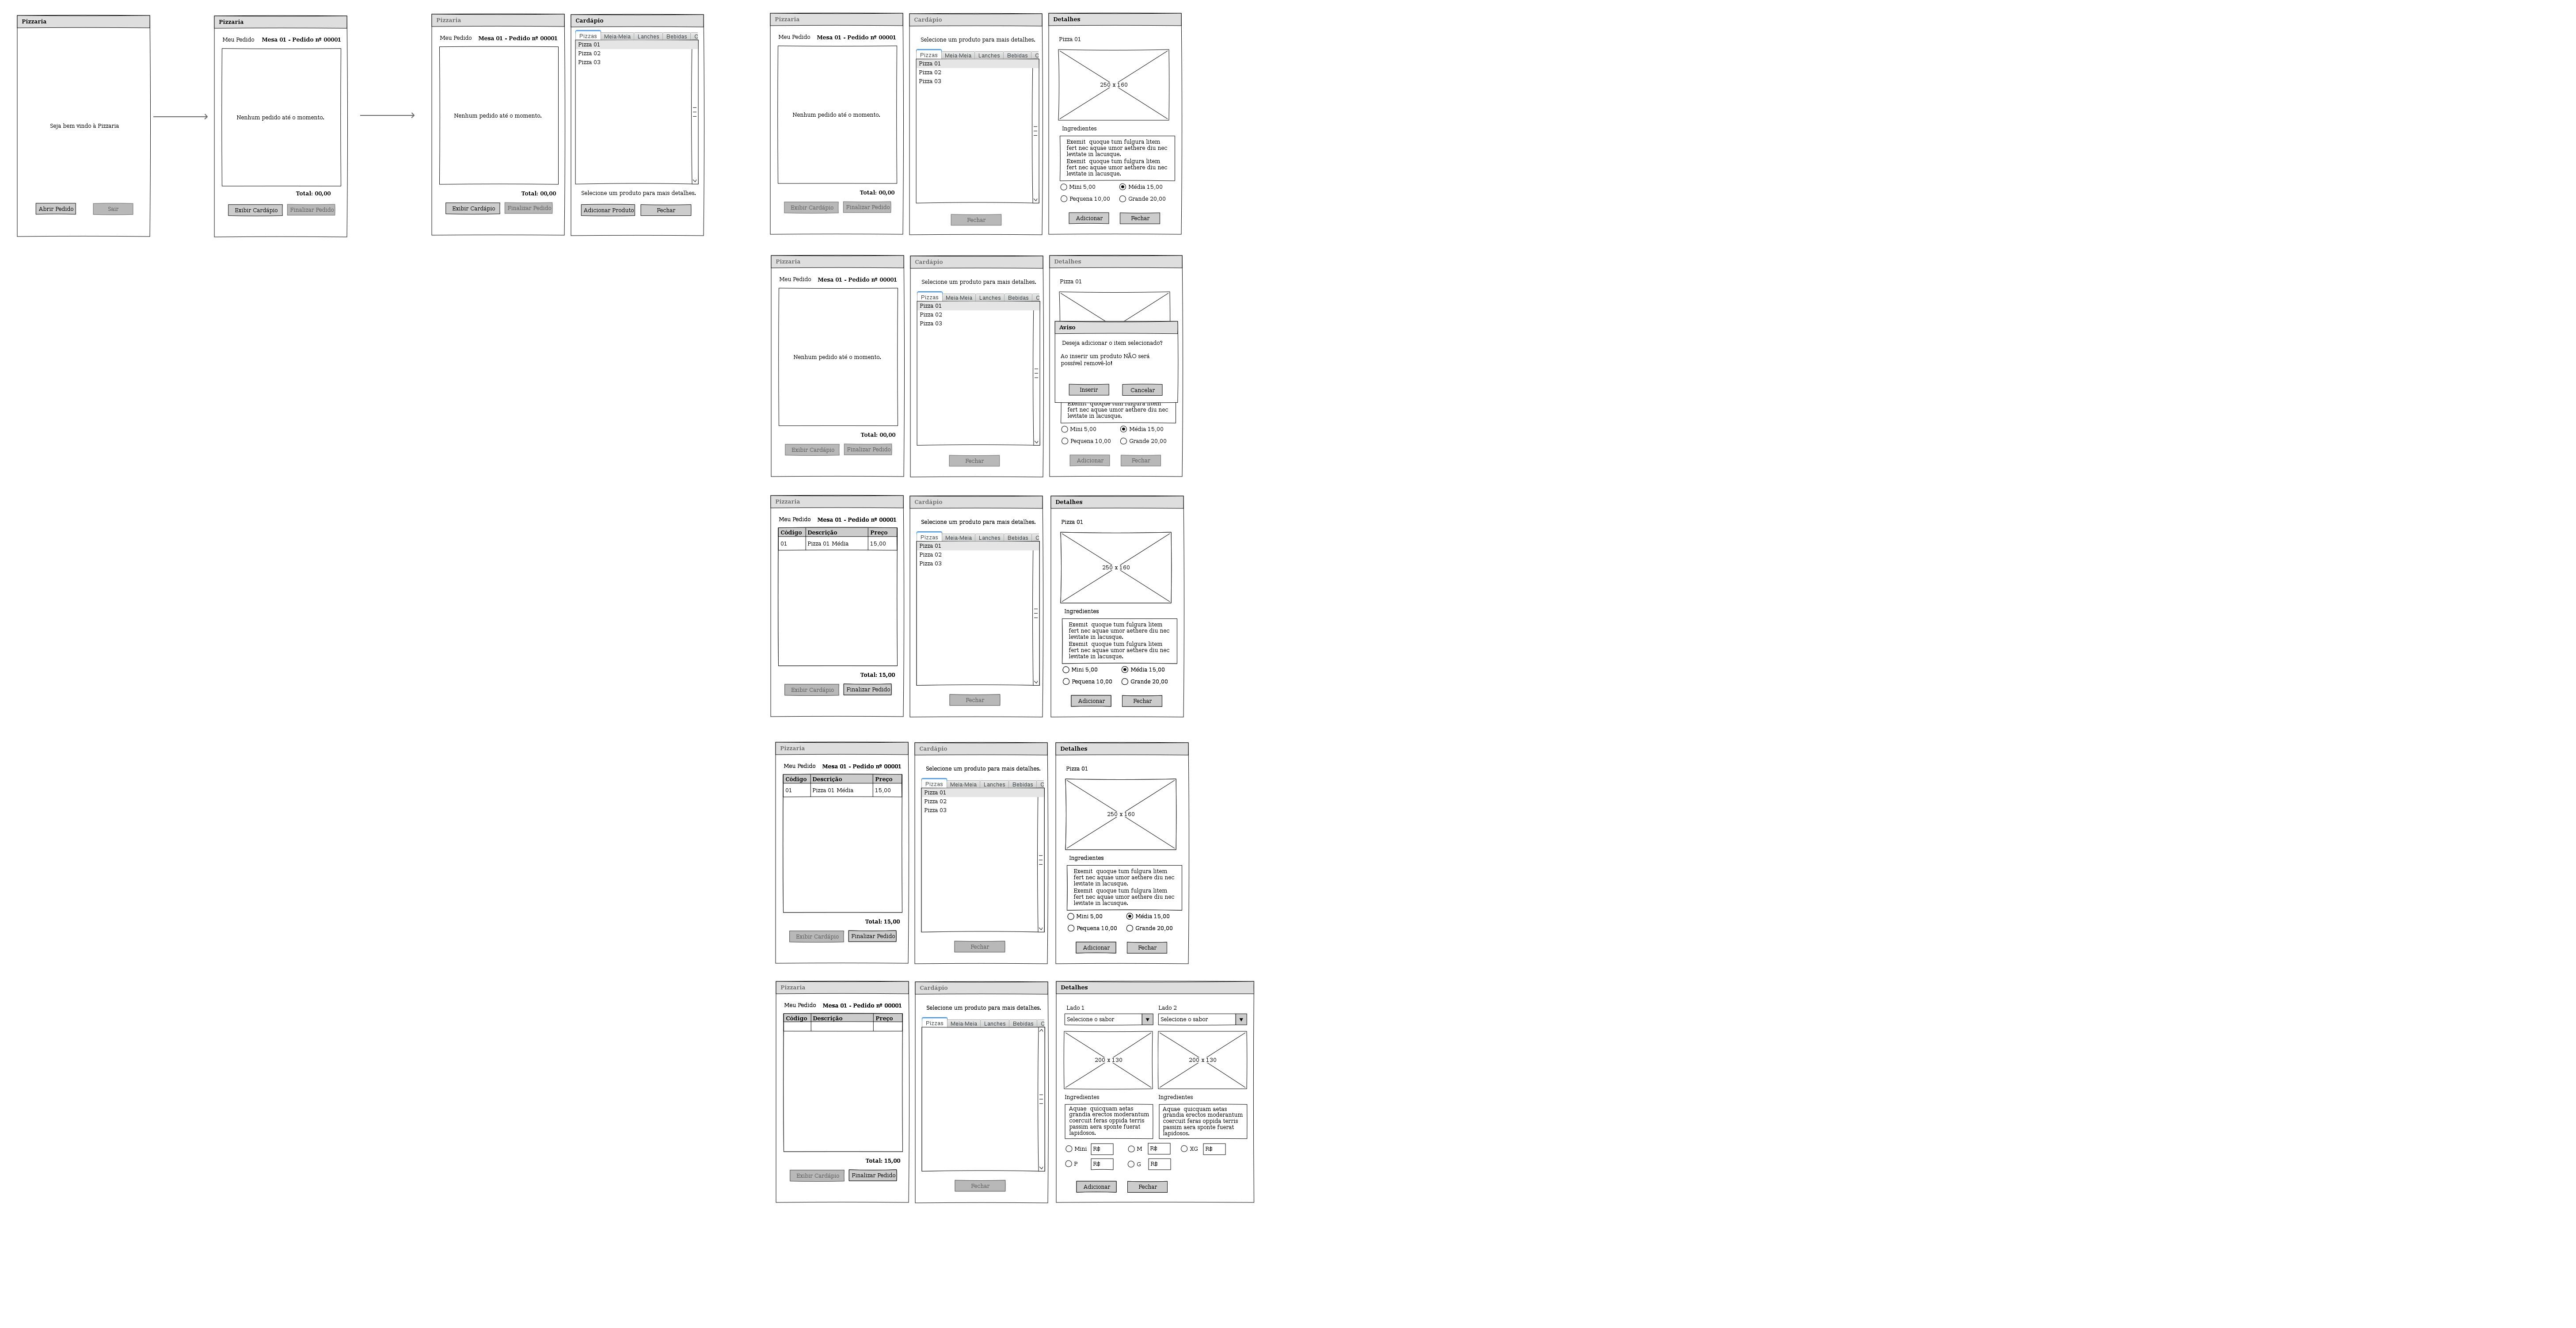 Pizzaria
Seja bem vindo à Pizzaria
Abrir Pedido
Sair
Pizzaria
Meu Pedido
Mesa 01 - Pedido nº 00001
Nenhum pedido até o momento.
Total: 00,00
Exibir Cardápio
Finalizar Pedido
Pizzaria
Meu Pedido
Mesa 01 - Pedido nº 00001
Nenhum pedido até o momento.
Total: 00,00
Exibir Cardápio
Finalizar Pedido
Cardápio
Pizzas Meia-Meia Lanches Bebidas C
Pizza 01
Pizza 02
Pizza 03
Selecione um produto para mais detalhes.
Adicionar Produto
Fechar
Pizzaria
Meu Pedido
Mesa 01 - Pedido nº 00001
Nenhum pedido até o momento.
Total: 00,00
Exibir Cardápio
Finalizar Pedido
Cardápio
Selecione um produto para mais detalhes.
Pizzas Meia-Meia Lanches Bebidas C
Pizza 01
Pizza 02
Pizza 03
Fechar
Detalhes
Pizza 01
250 x 160
Ingredientes
Exemit quoque tum fulgura litem
fert nec aquae umor aethere diu nec
levitate in lacusque.
Exemit quoque tum fulgura litem
fert nec aquae umor aethere diu nec
levitate in lacusque.
Mini 5,00
Média 15,00
Pequena 10,00
Grande 20,00
Adicionar
Fechar
Pizzaria
Meu Pedido
Mesa 01 - Pedido nº 00001
Nenhum pedido até o momento.
Total: 00,00
Exibir Cardápio
Finalizar Pedido
Cardápio
Selecione um produto para mais detalhes.
Pizzas Meia-Meia Lanches Bebidas C
Pizza 01
Pizza 02
Pizza 03
Fechar
Detalhes
Pizza 01
Aviso
Deseja adicionar o item selecionado?
Ao inserir um produto NÃO será
possível removê-lo!
Inserir
Cancelar
Exemit quoque tum fulgura litem
fert nec aquae umor aethere diu nec
levitate in lacusque.
Mini 5,00
Média 15,00
Pequena 10,00
Grande 20,00
Adicionar
Fechar
Pizzaria
Meu Pedido
Mesa 01 - Pedido nº 00001
Código Descrição Preço
01 Pizza 01 Média 15,00
Total: 15,00
Exibir Cardápio
Finalizar Pedido
Cardápio
Selecione um produto para mais detalhes.
Pizzas Meia-Meia Lanches Bebidas C
Pizza 01
Pizza 02
Pizza 03
Fechar
Detalhes
Pizza 01
250 x 160
Ingredientes
Exemit quoque tum fulgura litem
fert nec aquae umor aethere diu nec
levitate in lacusque.
Exemit quoque tum fulgura litem
fert nec aquae umor aethere diu nec
levitate in lacusque.
Mini 5,00
Média 15,00
Pequena 10,00
Grande 20,00
Adicionar
Fechar
Pizzaria
Meu Pedido
Mesa 01 - Pedido nº 00001
Código Descrição Preço
01 Pizza 01 Média 15,00
Total: 15,00
Exibir Cardápio
Finalizar Pedido
Cardápio
Selecione um produto para mais detalhes.
Pizzas Meia-Meia Lanches Bebidas C
Pizza 01
Pizza 02
Pizza 03
Fechar
Detalhes
Pizza 01
250 x 160
Ingredientes
Exemit quoque tum fulgura litem
fert nec aquae umor aethere diu nec
levitate in lacusque.
Exemit quoque tum fulgura litem
fert nec aquae umor aethere diu nec
levitate in lacusque.
Mini 5,00
Média 15,00
Pequena 10,00
Grande 20,00
Adicionar
Fechar
Pizzaria
Meu Pedido
Mesa 01 - Pedido nº 00001
Código Descrição Preço
Total: 15,00
Exibir Cardápio
Finalizar Pedido
Cardápio
Selecione um produto para mais detalhes.
Pizzas Meia-Meia Lanches Bebidas C
Fechar
Detalhes
Lado 1
Lado 2
Selecione o sabor
Selecione o sabor
200 x 130
200 x 130
Ingredientes
Ingredientes
Aquae quicquam aetas
grandia erectos moderantum
coercuit feras oppida terris
passim aera sponte fuerat
lapidosos.
Aquae quicquam aetas
grandia erectos moderantum
coercuit feras oppida terris
passim aera sponte fuerat
lapidosos.
Mini R$
M R$
XG R$
P R$
G R$
Adicionar
Fechar